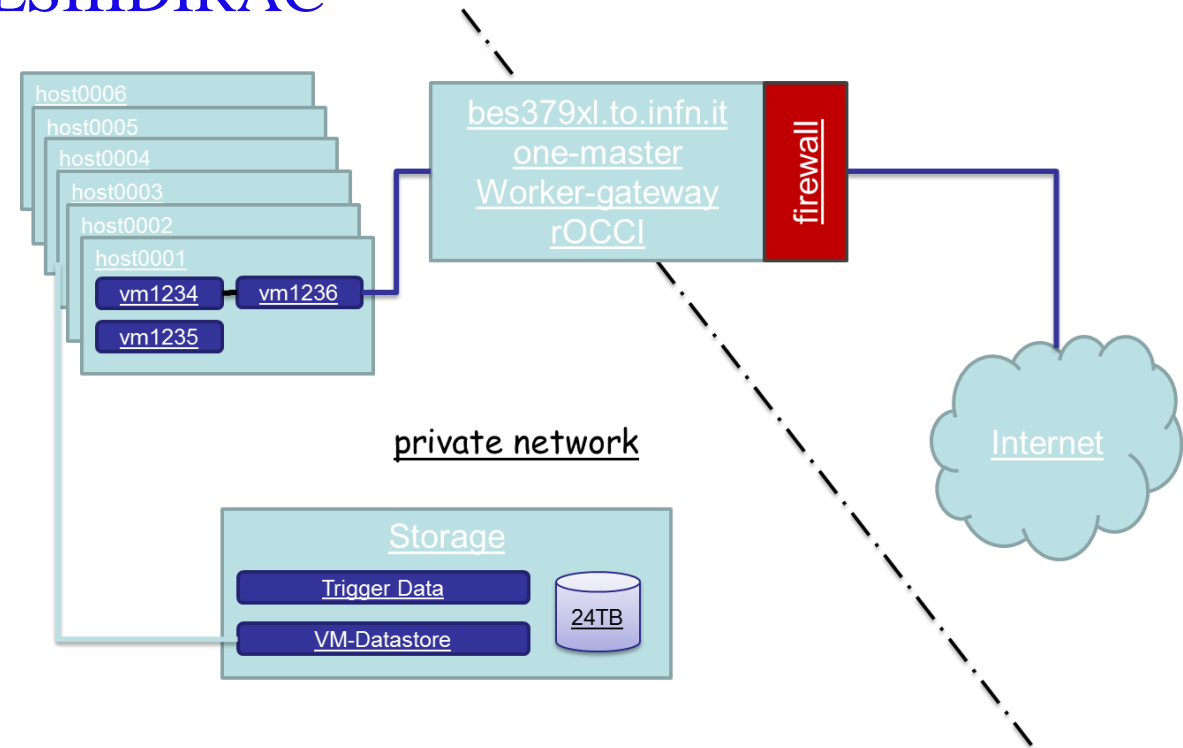 host0006
host0005
host0004
host0003
host0002
host0001
vm1234
vm1236
vm1235
bes379xl.to.infn.it
one-master
Worker-gateway
rOCCI
firewall
Internet
private network
Storage
Trigger Data
VM-Datastore
24TB